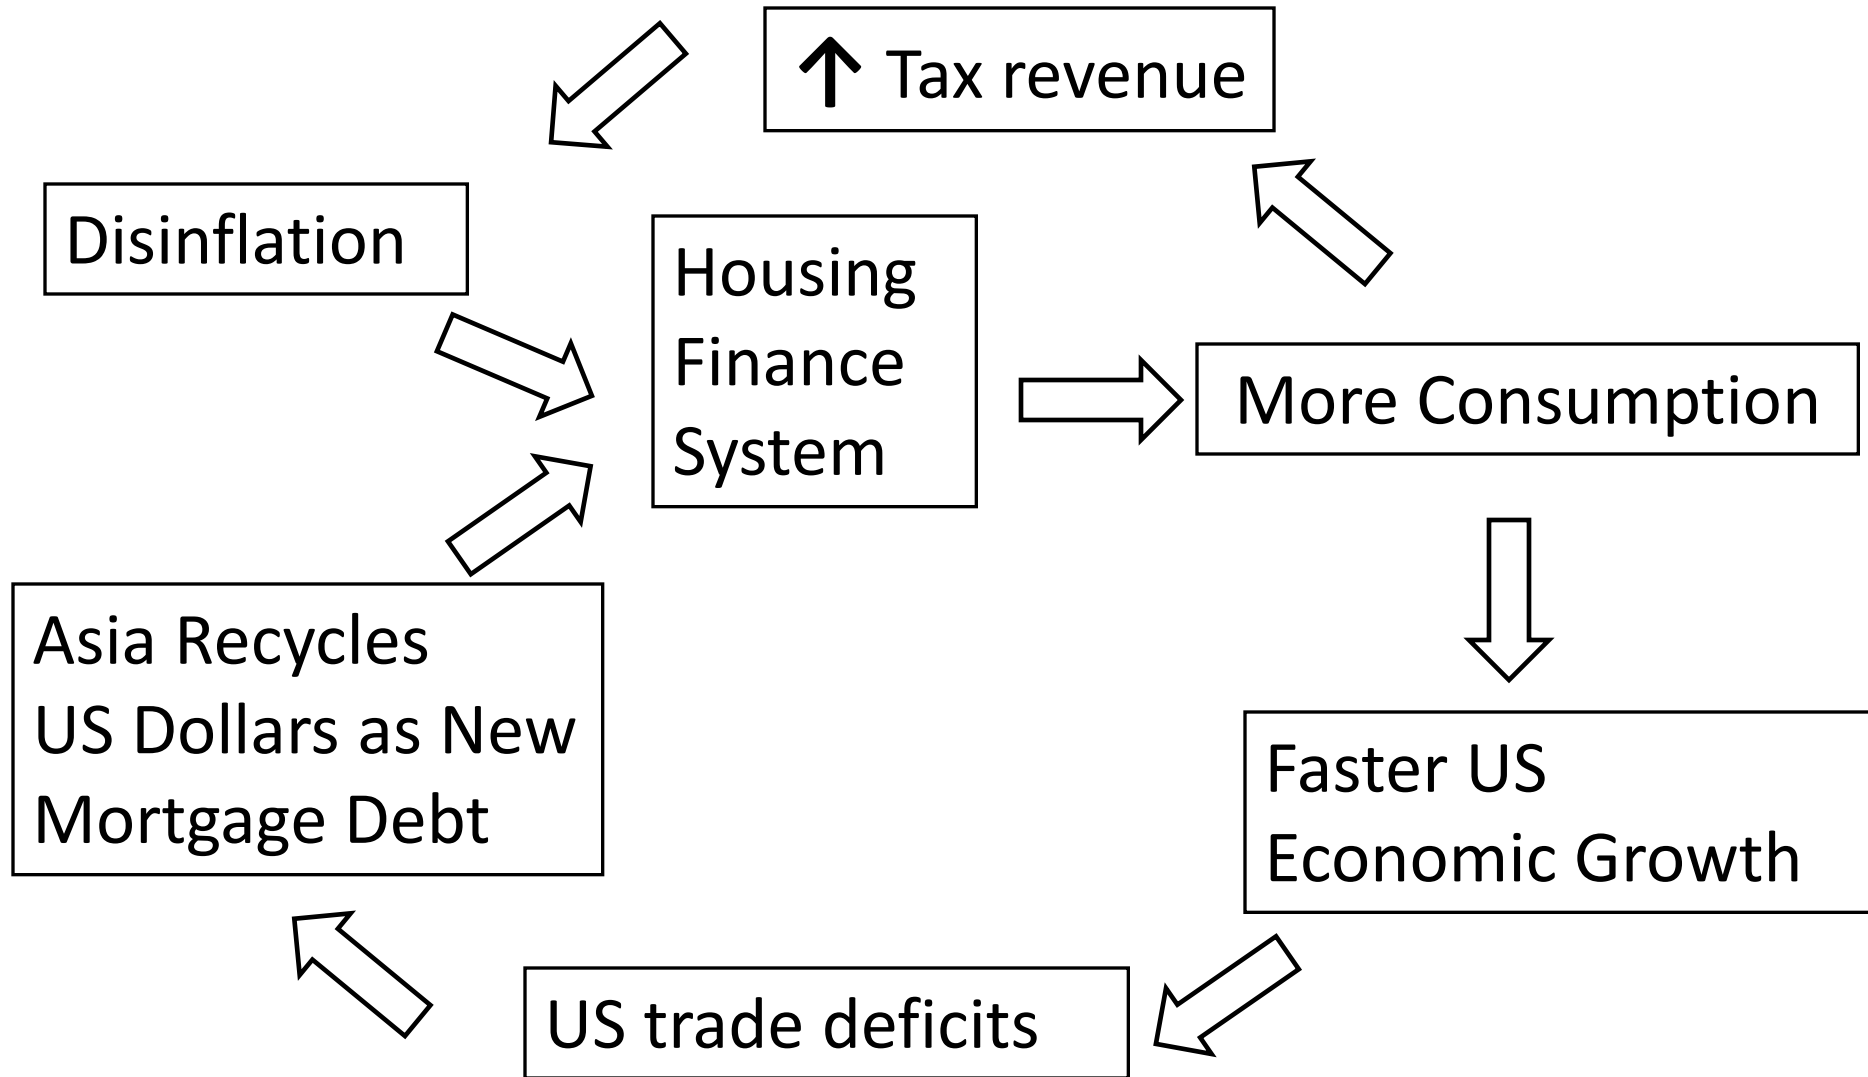 ↑ Tax revenue
Disinflation
Housing
Finance
System
More Consumption
Asia Recycles
US Dollars as New
Mortgage Debt
Faster US
Economic Growth
US trade deficits